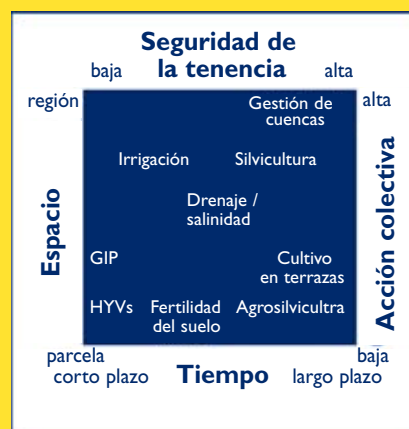 Seguridad de
la tenencia
baja
alta
región
alta
Gestión de
cuencas
Irrigación
Silvicultura
Drenaje /
salinidad
Espacio
Acción colectiva
GIP
Cultivo
en terrazas
HYVs
Fertilidad
del suelo
Agrosilvicultra
parcela
baja
corto plazo
Tiempo
largo plazo